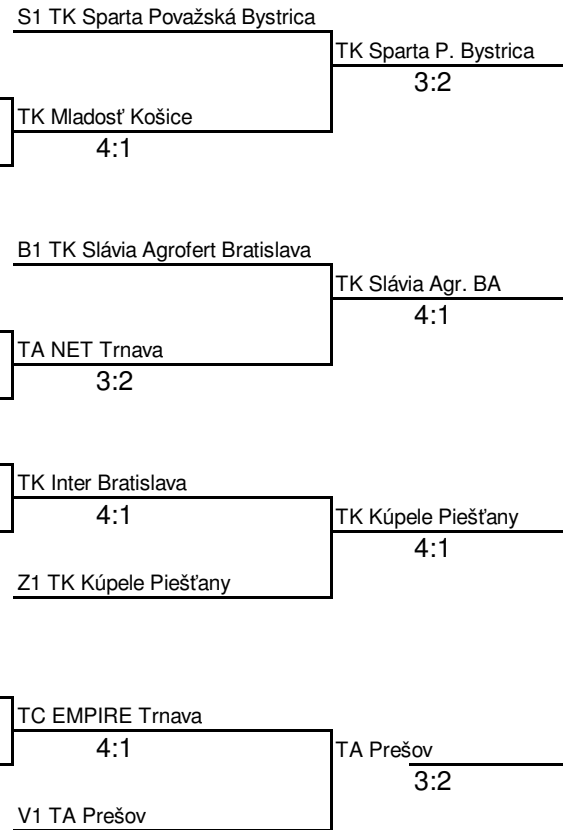 S1 TK Sparta Považská Bystrica
TK Sparta P. Bystrica
3:2
TK Mladosť Košice
4:1
B1 TK Slávia Agrofert Bratislava
TK Slávia Agr. BA
4:1
TA NET Trnava
3:2
TK Inter Bratislava
4:1
TK Kúpele Piešťany
4:1
Z1 TK Kúpele Piešťany
TC EMPIRE Trnava
4:1
TA Prešov
3:2
V1 TA Prešov